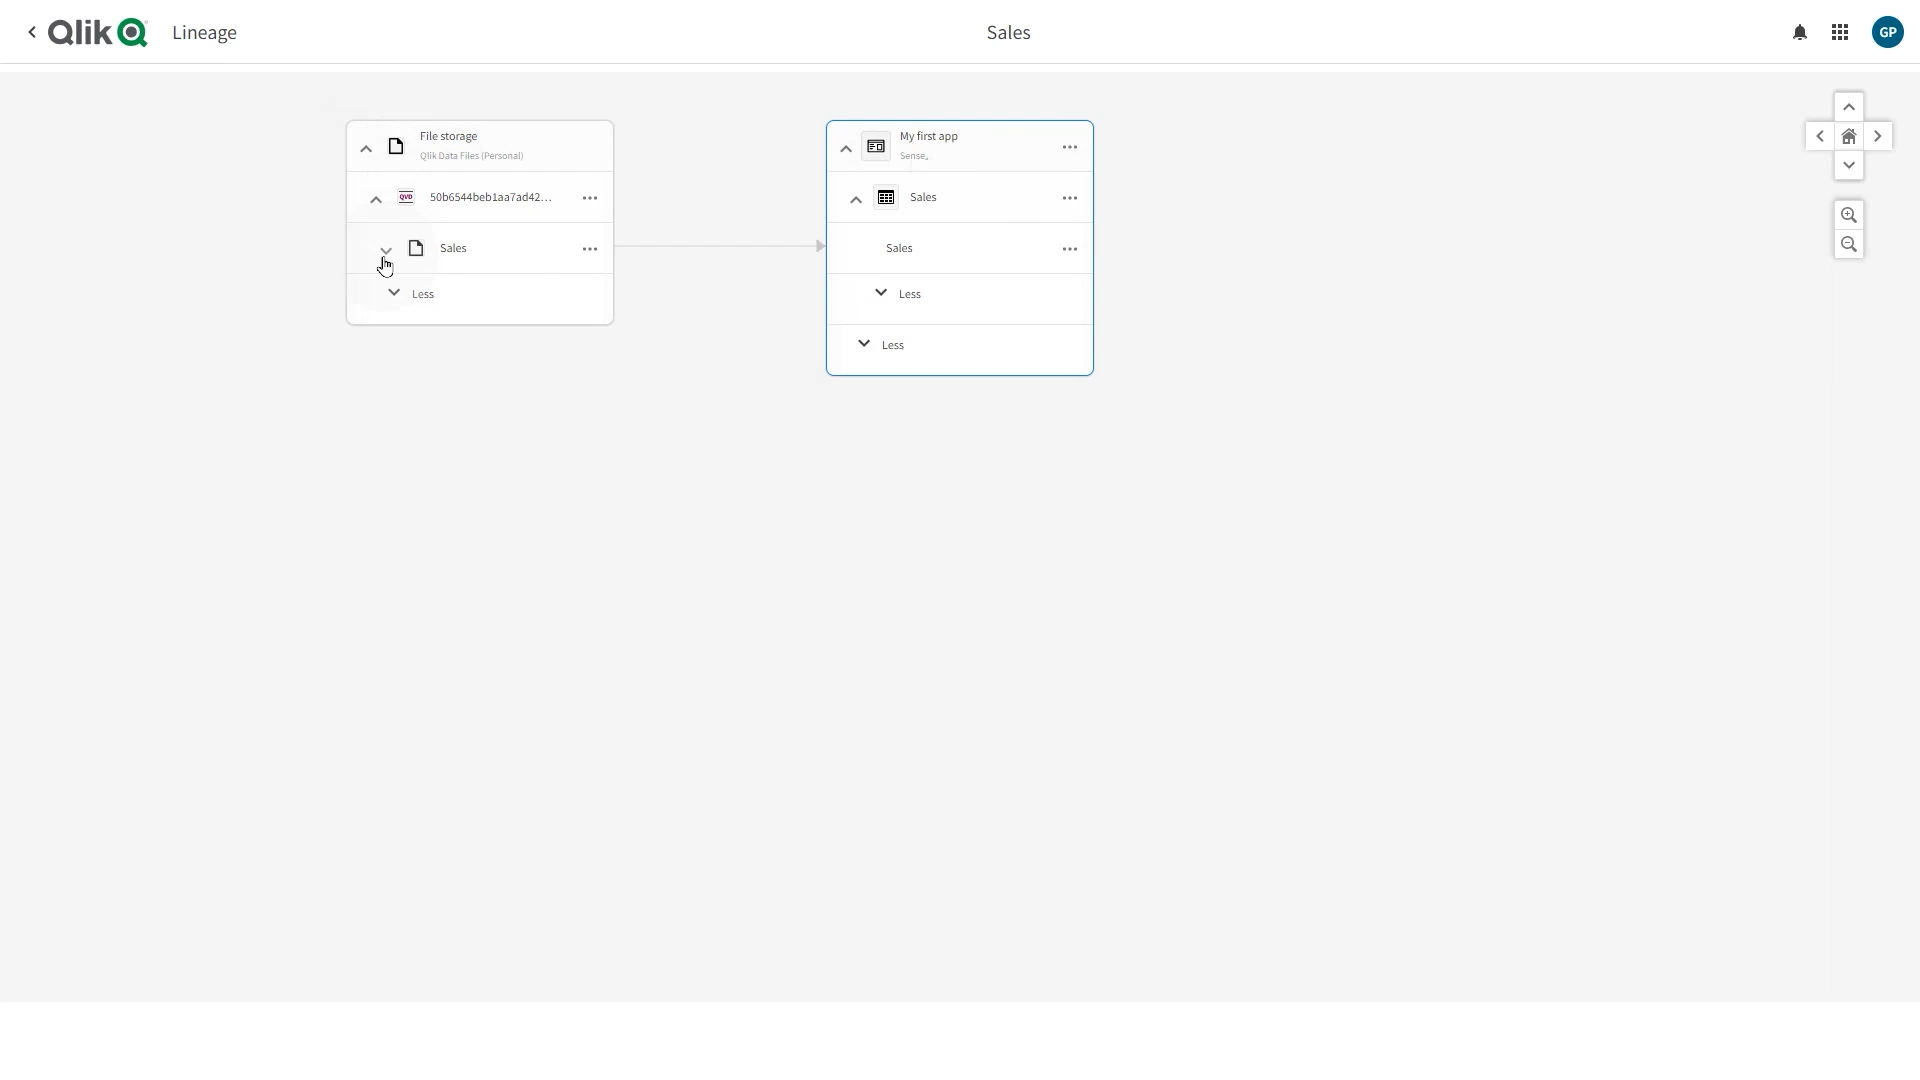 Qlik
Lineage
Sales
GP
File storage
Qlik Data Files (Personal)
QVD
50b6544beb1aa7ad42...
Sales
Less
My first app
Sense,
Sales
Sales
Less
Less